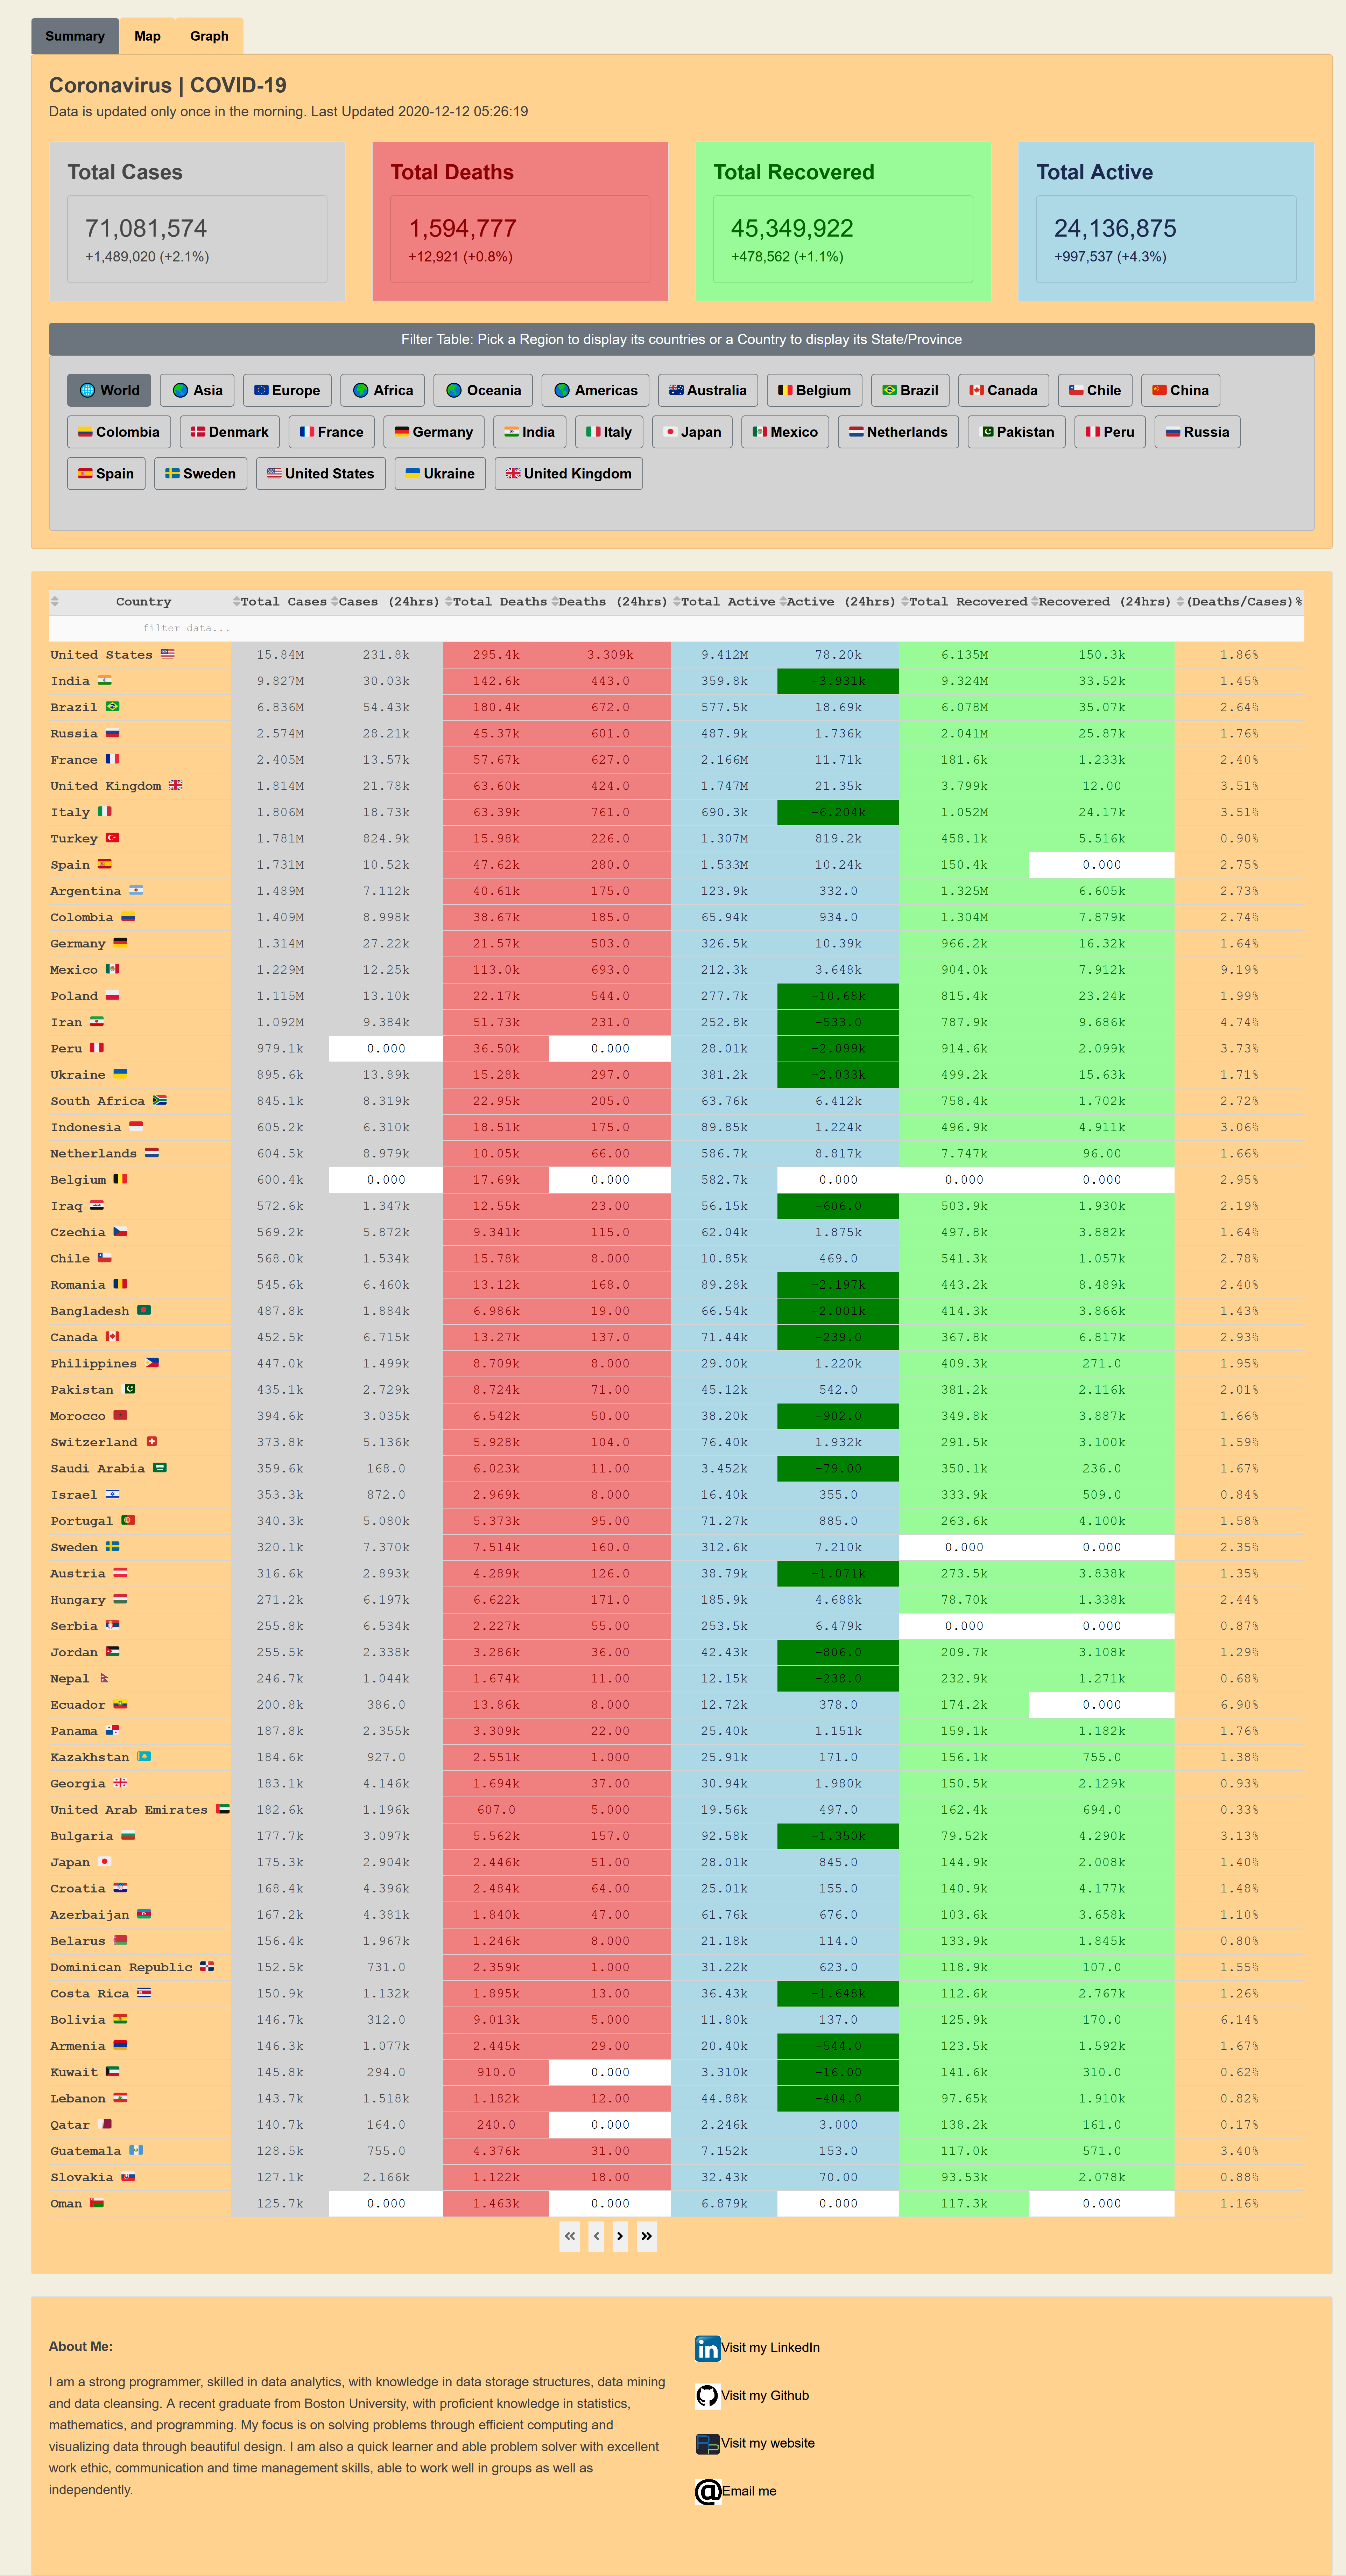 Summary Map Graph
Coronavirus | COVID-19
Data is updated only once in the morning. Last Updated 2020-12-12 05:26:19
Total Cases Total Deaths Total Recovered Total Active
71,081,574 1,594,777 45,349,922 24,136,875
+1,489,020 (+2.1%) +12,921 (+0.8%) +478,562 (+1.1%) +997,537 (+4.3%)
Filter Table: Pick a Region to display its countries or a Country to display its State/Province
World Asia Europe Africa Oceania Americas Australia Belgium Brazil Canada Chile China
Colombia Denmark France Germany India Italy Japan Mexico Netherlands Pakistan Peru Russia
Spain Sweden United States Ukraine United Kingdom
Country Total Cases Cases (24hrs) Total Deaths Deaths (24hrs) Total Active Active (24hrs) Total Recovered Recovered (24hrs) (Deaths/Cases)%
filter data...
United States 15.84M 231.8k 295.4k 3.309k 9.412M 78.20k 6.135M 150.3k 1.86%
India 9.827M 30.03k 142.6k 443.0 359.8k -3.931k 9.324M 33.52k 1.45%
Brazil 6.836M 54.43k 180.4k 672.0 577.5k 18.69k 6.078M 35.07k 2.64%
Russia 2.574M 28.21k 45.37k 601.0 487.9k 1.736k 2.041M 25.87k 1.76%
France 2.405M 13.57k 57.67k 627.0 2.166M 11.71k 181.6k 1.233k 2.40%
United Kingdom 1.814M 21.78k 63.60k 424.0 1.747M 21.35k 3.799k 12.00 3.51%
Italy 1.806M 18.73k 63.39k 761.0 690.3k -6.204k 1.052M 24.17k 3.51%
Turkey 1.781M 824.9k 15.98k 226.0 1.307M 819.2k 458.1k 5.516k 0.90%
Spain 1.731M 10.52k 47.62k 280.0 1.533M 10.24k 150.4k 0.000 2.75%
Argentina 1.489M 7.112k 40.61k 175.0 123.9k 332.0 1.325M 6.605k 2.73%
Colombia 1.409M 8.998k 38.67k 185.0 65.94k 934.0 1.304M 7.879k 2.74%
Germany 1.314M 27.22k 21.57k 503.0 326.5k 10.39k 966.2k 16.32k 1.64%
Mexico 1.229M 12.25k 113.0k 693.0 212.3k 3.648k 904.0k 7.912k 9.19%
Poland 1.115M 13.10k 22.17k 544.0 277.7k -10.68k 815.4k 23.24k 1.99%
Iran 1.092M 9.384k 51.73k 231.0 252.8k -533.0 787.9k 9.686k 4.74%
Peru 979.1k 0.000 36.50k 0.000 28.01k -2.099k 914.6k 2.099k 3.73%
Ukraine 895.6k 13.89k 15.28k 297.0 381.2k -2.033k 499.2k 15.63k 1.71%
South Africa 845.1k 8.319k 22.95k 205.0 63.76k 6.412k 758.4k 1.702k 2.72%
Indonesia 605.2k 6.310k 18.51k 175.0 89.85k 1.224k 496.9k 4.911k 3.06%
Netherlands 604.5k 8.979k 10.05k 66.00 586.7k 8.817k 7.747k 96.00 1.66%
Belgium 600.4k 0.000 17.69k 0.000 582.7k 0.000 0.000 0.000 2.95%
Iraq 572.6k 1.347k 12.55k 23.00 56.15k -606.0 503.9k 1.930k 2.19%
Czechia 569.2k 5.872k 9.341k 115.0 62.04k 1.875k 497.8k 3.882k 1.64%
Chile 568.0k 1.534k 15.78k 8.000 10.85k 469.0 541.3k 1.057k 2.78%
Romania 545.6k 6.460k 13.12k 168.0 89.28k -2.197k 443.2k 8.489k 2.40%
Bangladesh 487.8k 1.884k 6.986k 19.00 66.54k -2.001k 414.3k 3.866k 1.43%
Canada 452.5k 6.715k 13.27k 137.0 71.44k -239.0 367.8k 6.817k 2.93%
Philippines 447.0k 1.499k 8.709k 8.000 29.00k 1.220k 409.3k 271.0 1.95%
Pakistan 435.1k 2.729k 8.724k 71.00 45.12k 542.0 381.2k 2.116k 2.01%
Morocco 394.6k 3.035k 6.542k 50.00 38.20k -902.0 349.8k 3.887k 1.66%
Switzerland 373.8k 5.136k 5.928k 104.0 76.40k 1.932k 291.5k 3.100k 1.59%
Saudi Arabia 359.6k 168.0 6.023k 11.00 3.452k -79.00 350.1k 236.0 1.67%
Israel 353.3k 872.0 2.969k 8.000 16.40k 355.0 333.9k 509.0 0.84%
Portugal 340.3k 5.080k 5.373k 95.00 71.27k 885.0 263.6k 4.100k 1.58%
Sweden 320.1k 7.370k 7.514k 160.0 312.6k 7.210k 0.000 0.000 2.35%
Austria 316.6k 2.893k 4.289k 126.0 38.79k -1.071k 273.5k 3.838k 1.35%
Hungary 271.2k 6.197k 6.622k 171.0 185.9k 4.688k 78.70k 1.338k 2.44%
Serbia 255.8k 6.534k 2.227k 55.00 253.5k 6.479k 0.000 0.000 0.87%
Jordan 255.5k 2.338k 3.286k 36.00 42.43k -806.0 209.7k 3.108k 1.29%
Nepal 246.7k 1.044k 1.674k 11.00 12.15k -238.0 232.9k 1.271k 0.68%
Ecuador 200.8k 386.0 13.86k 8.000 12.72k 378.0 174.2k 0.000 6.90%
Panama 187.8k 2.355k 3.309k 22.00 25.40k 1.151k 159.1k 1.182k 1.76%
Kazakhstan 184.6k 927.0 2.551k 1.000 25.91k 171.0 156.1k 755.0 1.38%
Georgia 183.1k 4.146k 1.694k 37.00 30.94k 1.980k 150.5k 2.129k 0.93%
United Arab Emirates 182.6k 1.196k 607.0 5.000 19.56k 497.0 162.4k 694.0 0.33%
Bulgaria 177.7k 3.097k 5.562k 157.0 92.58k -1.350k 79.52k 4.290k 3.13%
Japan 175.3k 2.904k 2.446k 51.00 28.01k 845.0 144.9k 2.008k 1.40%
Croatia 168.4k 4.396k 2.484k 64.00 25.01k 155.0 140.9k 4.177k 1.48%
Azerbaijan 167.2k 4.381k 1.840k 47.00 61.76k 676.0 103.6k 3.658k 1.10%
Belarus 156.4k 1.967k 1.246k 8.000 21.18k 114.0 133.9k 1.845k 0.80%
Dominican Republic 152.5k 731.0 2.359k 1.000 31.22k 623.0 118.9k 107.0 1.55%
Costa Rica 150.9k 1.132k 1.895k 13.00 36.43k -1.648k 112.6k 2.767k 1.26%
Bolivia 146.7k 312.0 9.013k 5.000 11.80k 137.0 125.9k 170.0 6.14%
Armenia 146.3k 1.077k 2.445k 29.00 20.40k -544.0 123.5k 1.592k 1.67%
Kuwait 145.8k 294.0 910.0 0.000 3.310k -16.00 141.6k 310.0 0.62%
Lebanon 143.7k 1.518k 1.182k 12.00 44.88k -404.0 97.65k 1.910k 0.82%
Qatar 140.7k 164.0 240.0 0.000 2.246k 3.000 138.2k 161.0 0.17%
Guatemala 128.5k 755.0 4.376k 31.00 7.152k 153.0 117.0k 571.0 3.40%
Slovakia 127.1k 2.166k 1.122k 18.00 32.43k 70.00 93.53k 2.078k 0.88%
Oman 125.7k 0.000 1.463k 0.000 6.879k 0.000 117.3k 0.000 1.16%
About Me:
I am a strong programmer, skilled in data analytics, with knowledge in data storage structures, data mining
and data cleansing. A recent graduate from Boston University, with proficient knowledge in statistics,
mathematics, and programming. My focus is on solving problems through efficient computing and
visualizing data through beautiful design. I am also a quick learner and able problem solver with excellent
work ethic, communication and time management skills, able to work well in groups as well as
independently.
in Visit my LinkedIn
Visit my Github
Visit my website
@ Email me